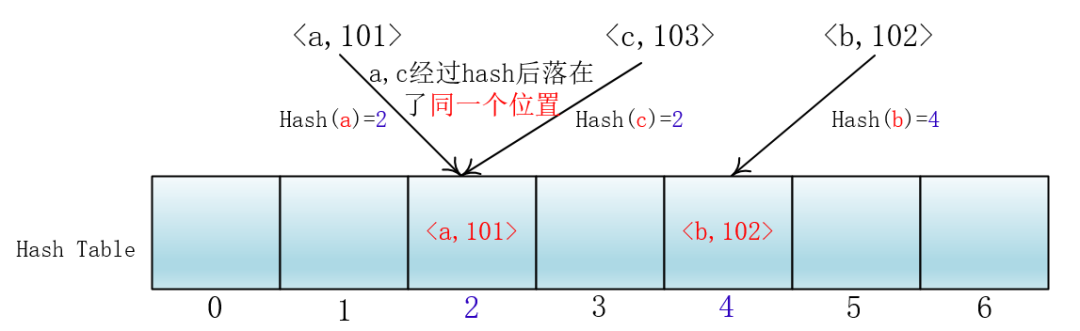 <a,101>
<c,103>
<b,102>
a,c经过hash后落在
了同一个位置
Hash(a)=2
Hash(c)=2
Hash(b)=4
<a,101>
<b,102>
Hash Table
0 1 2 3 4 5 6